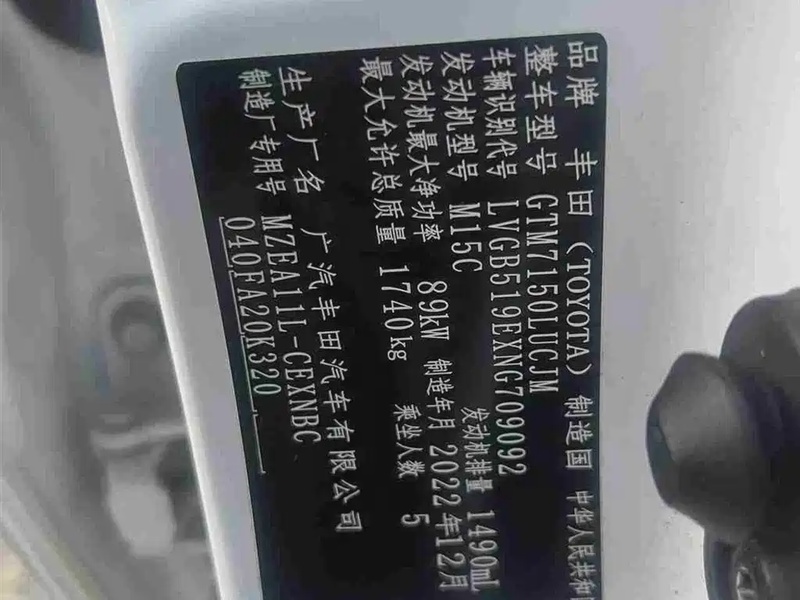 品牌 丰田（TOYOTA） 制造国 中华人民共和国
整车型号 GTM7150LUCJM
车辆识别代号 LVGB519EXNG709092
发动机型号 M15C 发动机排量 1490mL
发动机最大净功率 89kW 制造年月 2022年12月
最大允许总质量 1740kg 乘坐人数 5
生产厂名 广汽丰田汽车有限公司
制造厂专用号 MZEA11L-CEXNBC
040FA20K320